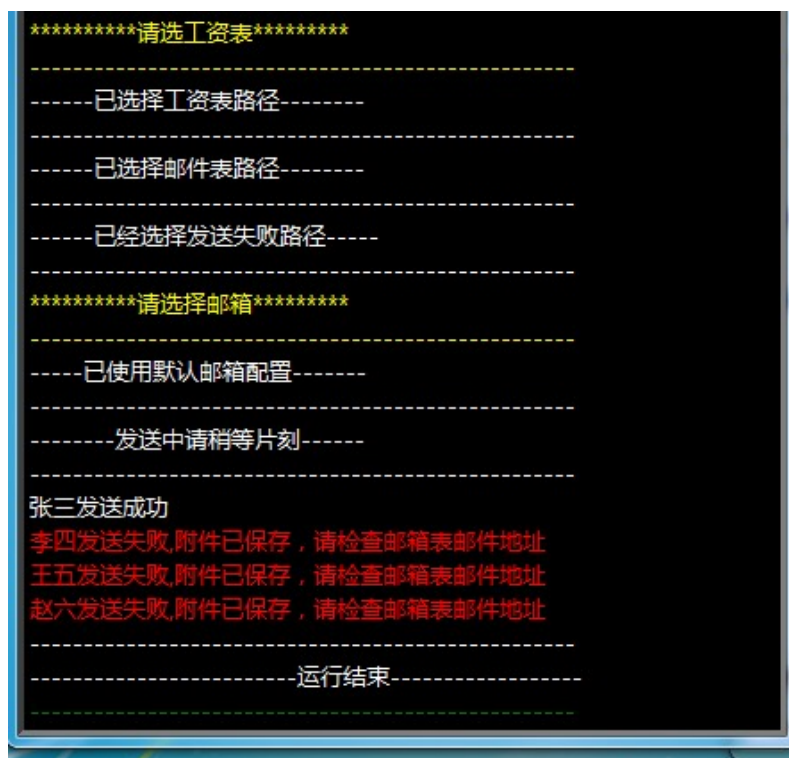 **********请选工资表*********
----------------------------------------------------
------已选择工资表路径--------
----------------------------------------------------
------已选择邮件表路径--------
----------------------------------------------------
------已经选择发送失败路径-----
----------------------------------------------------
**********请选择邮箱*********
----------------------------------------------------
-----已使用默认邮箱配置-------
----------------------------------------------------
--------发送中请稍等片刻------
----------------------------------------------------
张三发送成功
李四发送失败,附件已保存，请检查邮箱表邮件地址
王五发送失败,附件已保存，请检查邮箱表邮件地址
赵六发送失败,附件已保存，请检查邮箱表邮件地址
----------------------------------------------------
-------------------------运行结束------------------
----------------------------------------------------